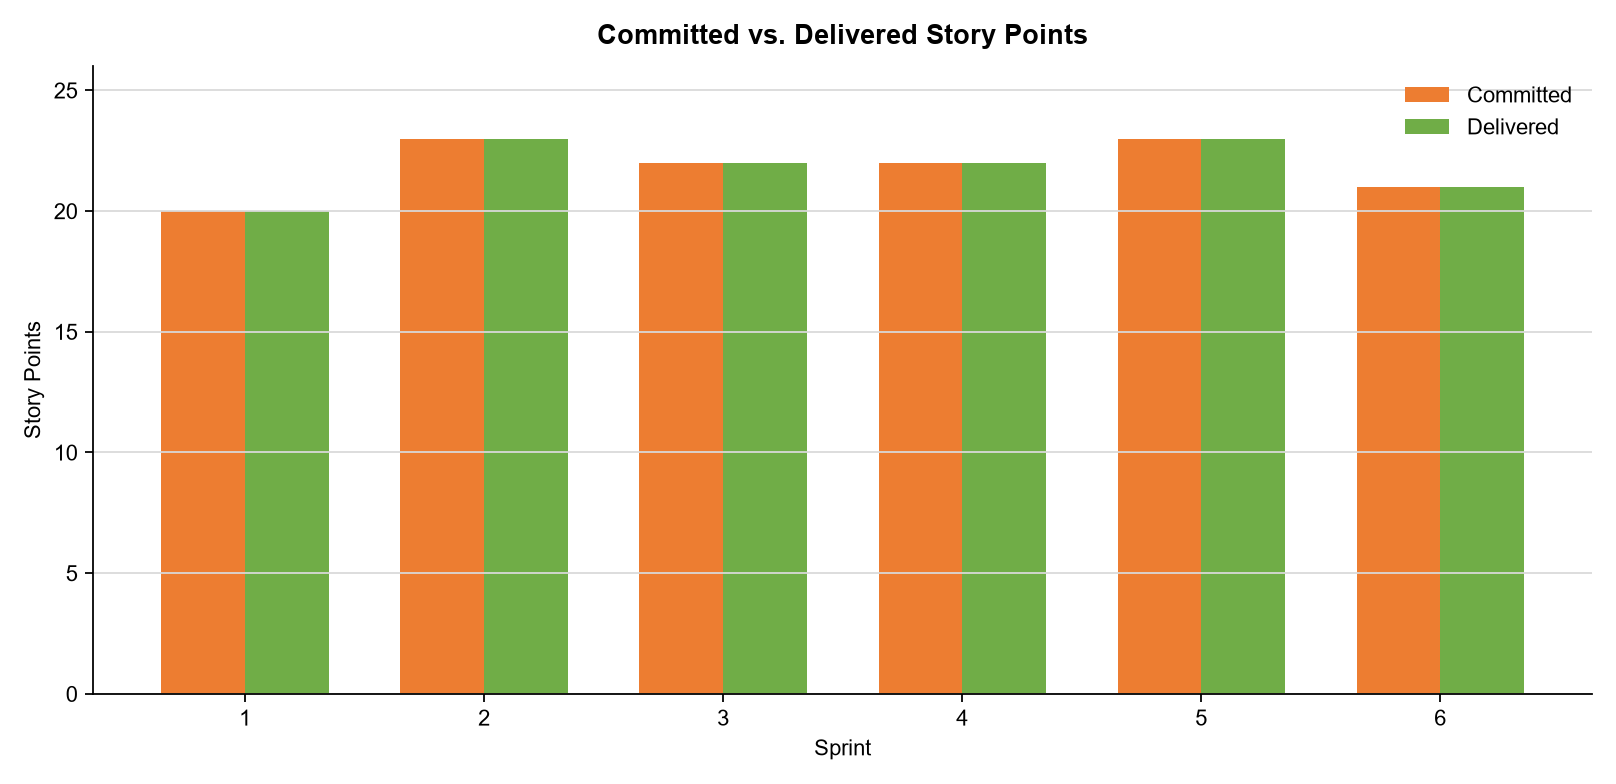 Committed vs. Delivered Story Points
25
20
15
10
5
0
Story Points
Committed
Delivered
1 2 3 4 5 6
Sprint